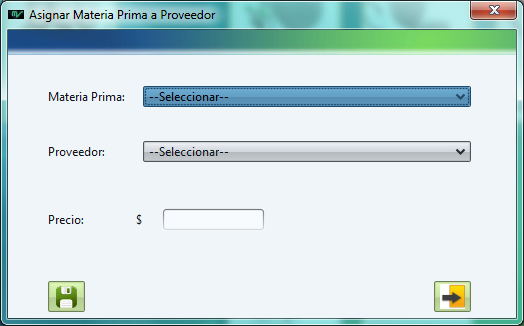 Asignar Materia Prima a Proveedor
Materia Prima: --Seleccionar--
Proveedor: --Seleccionar--
Precio: $